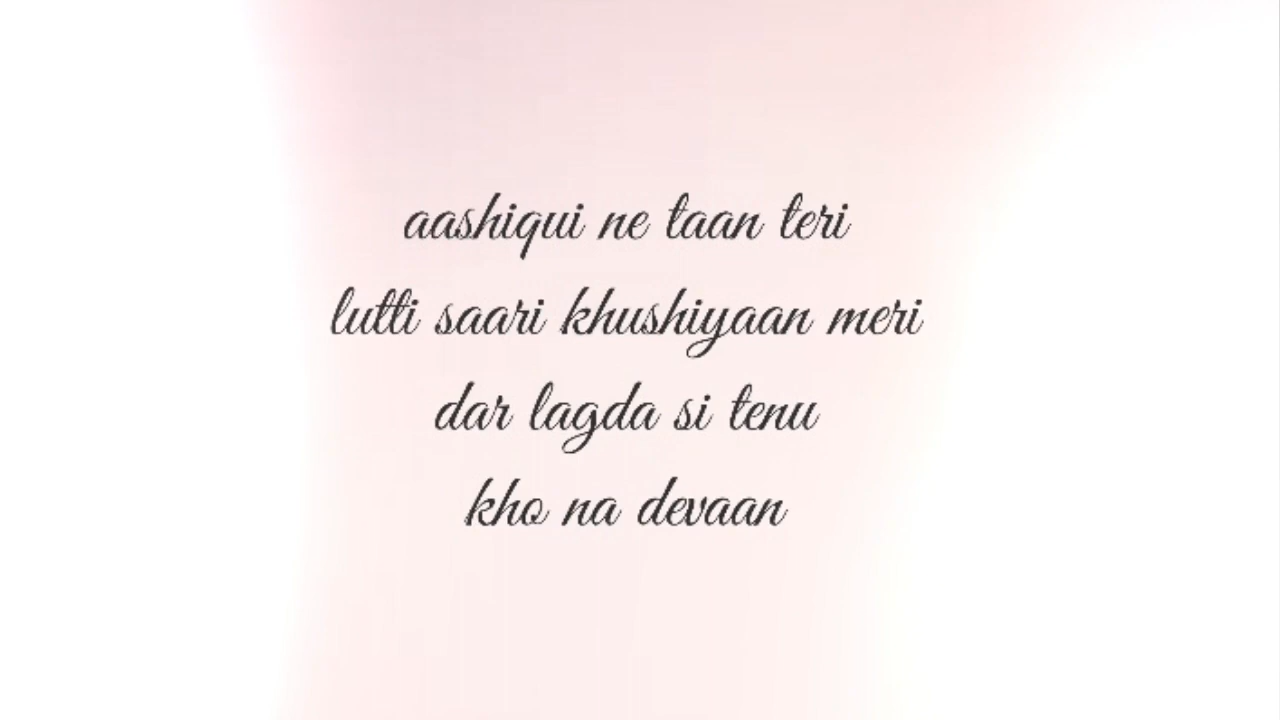 aashiqui ne taan teri
lutti saari khushiyaan meri
dar lagda si tenu
kho na devaan